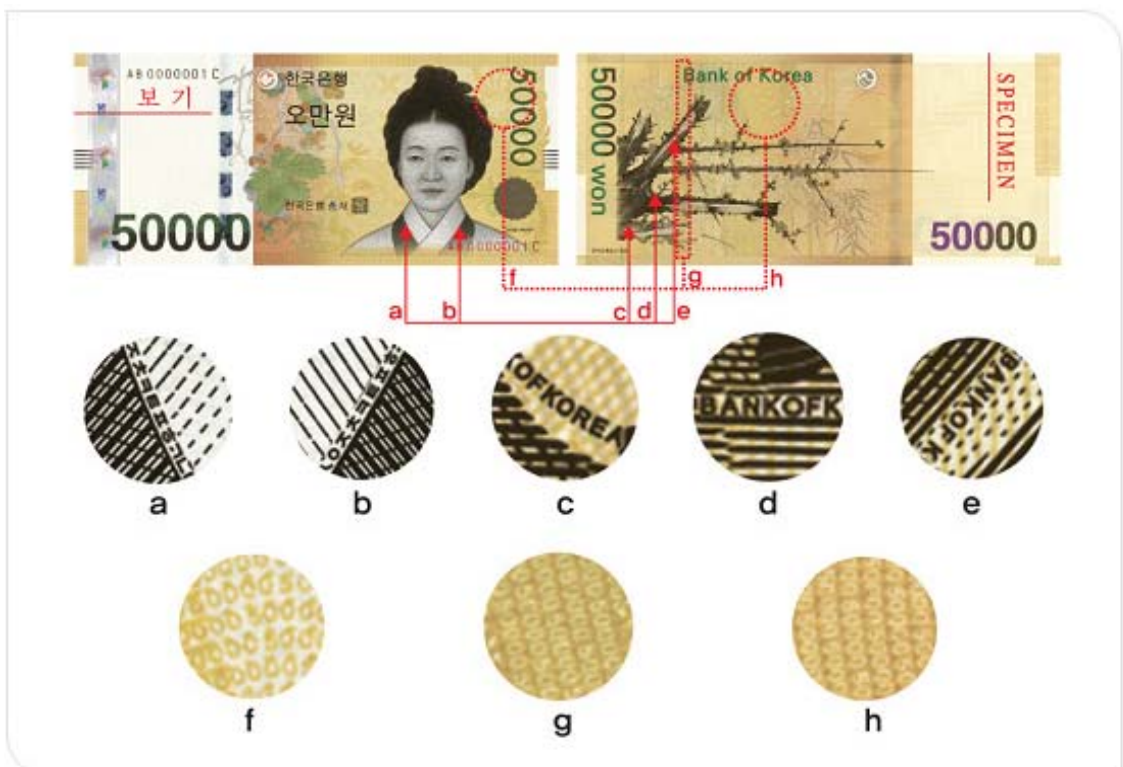 AB0000001C
보 기
한국은행
오만원
50000
한국은행 총재
50000
AB0000001C
Bank of Korea
50000 won
SPECIMEN
50000
f
g
h
a
b
c
d
e
OFKOREA
BANKOFK
BANKOF K
a
b
c
d
e
f
g
h